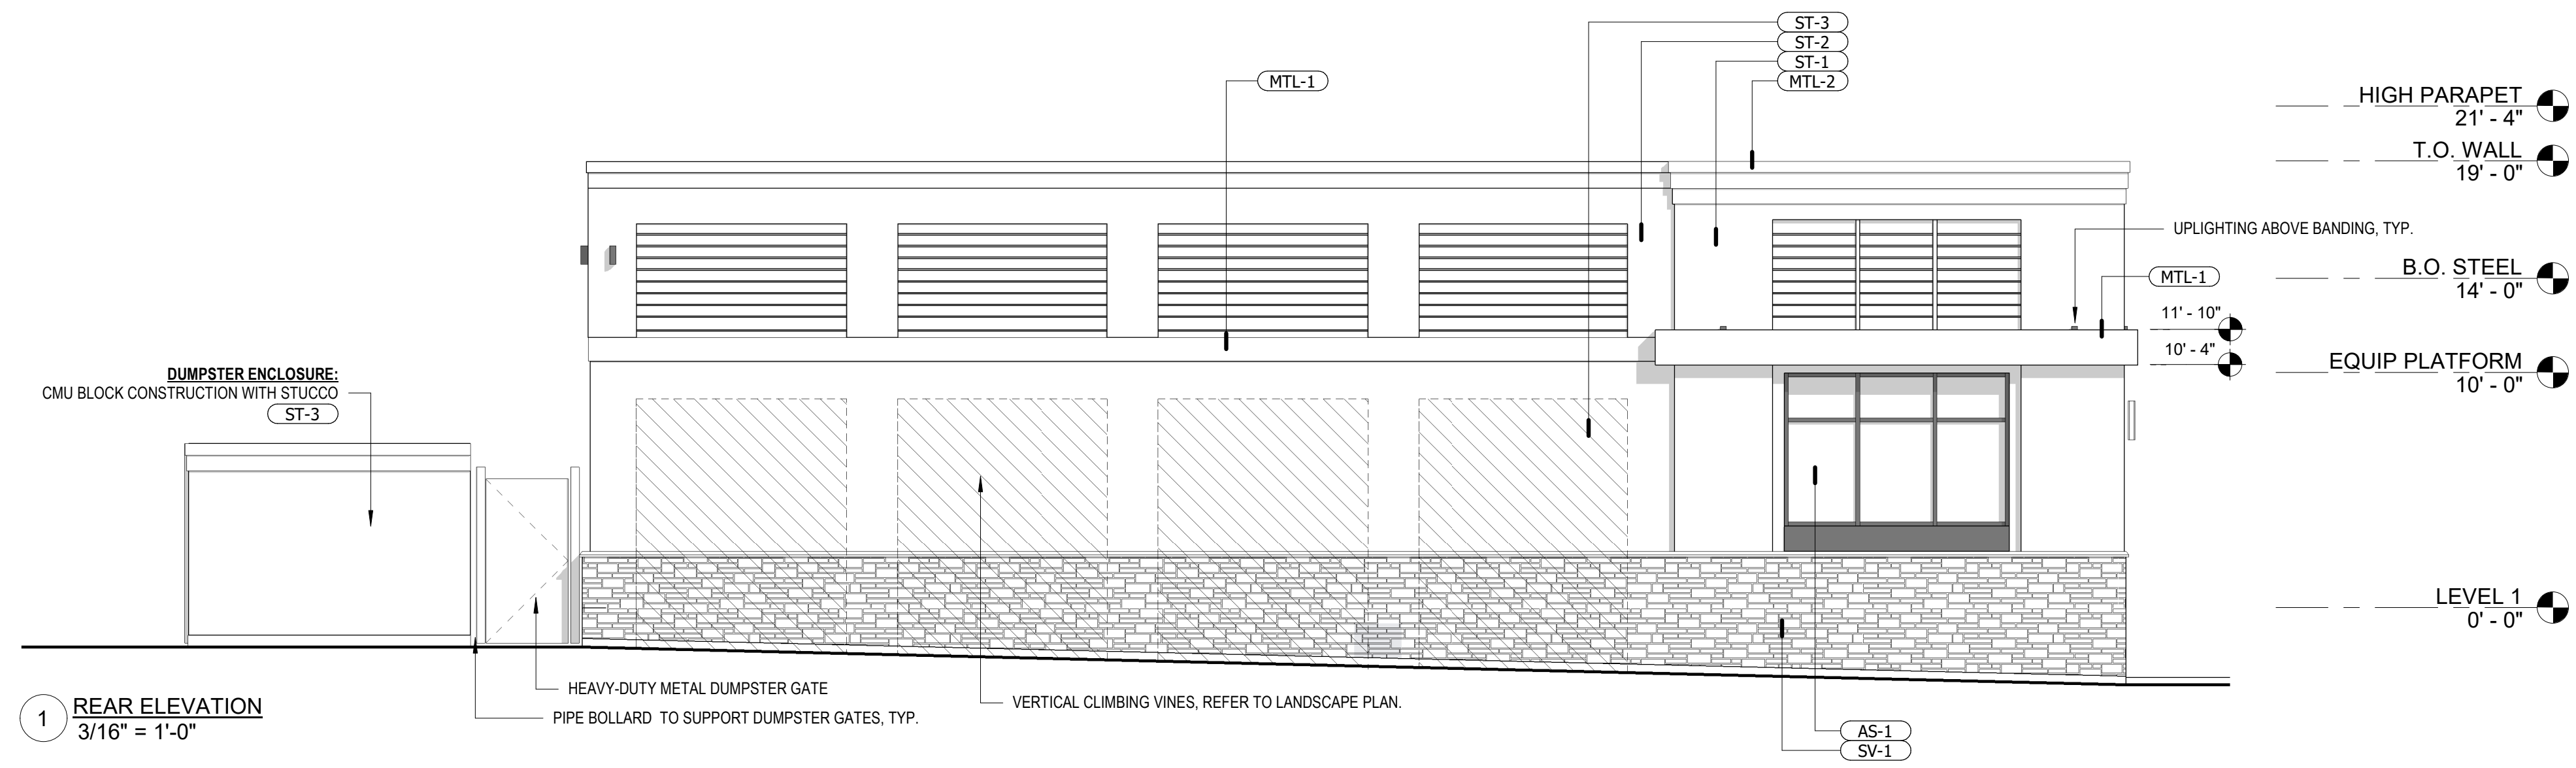 ST-3
ST-2
ST-1
MTL-2
MTL-1
HIGH PARAPET
21' - 4"
T.O. WALL
19' - 0"
UPLIGHTING ABOVE BANDING, TYP.
B.O. STEEL
14' - 0"
MTL-1
11' - 10"
10' - 4"
EQUIP PLATFORM
10' - 0"
DUMPSTER ENCLOSURE:
CMU BLOCK CONSTRUCTION WITH STUCCO
ST-3
LEVEL 1
0' - 0"
HEAVY-DUTY METAL DUMPSTER GATE
PIPE BOLLARD TO SUPPORT DUMPSTER GATES, TYP.
VERTICAL CLIMBING VINES, REFER TO LANDSCAPE PLAN.
AS-1
SV-1
1
REAR ELEVATION
3/16" = 1'-0"